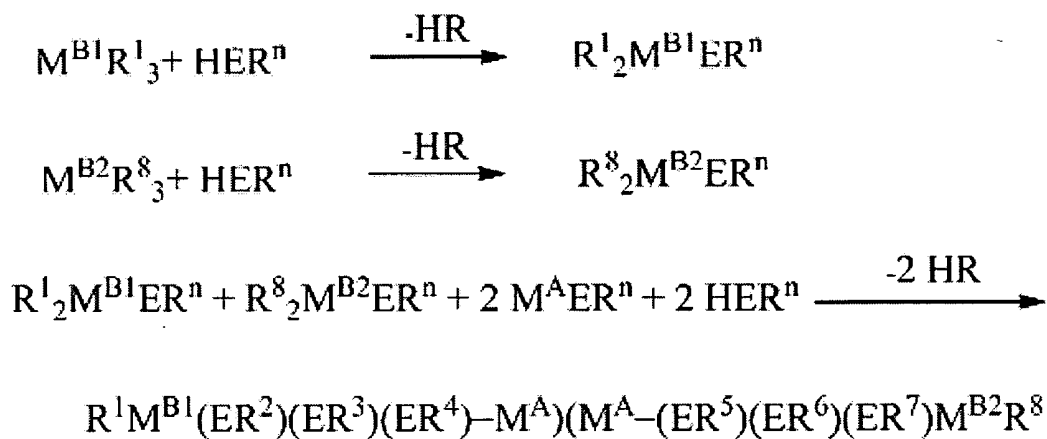 M^B1R^1_3+ HER^n -HR R^1_2M^B1ER^n
M^B2R^8_3+ HER^n -HR R^8_2M^B2ER^n
R^1_2M^B1ER^n + R^8_2M^B2ER^n + 2 M^AER^n + 2 HER^n -2 HR
R^1M^B1(ER^2)(ER^3)(ER^4)–M^A)(M^A–(ER^5)(ER^6)(ER^7)M^B2R^8